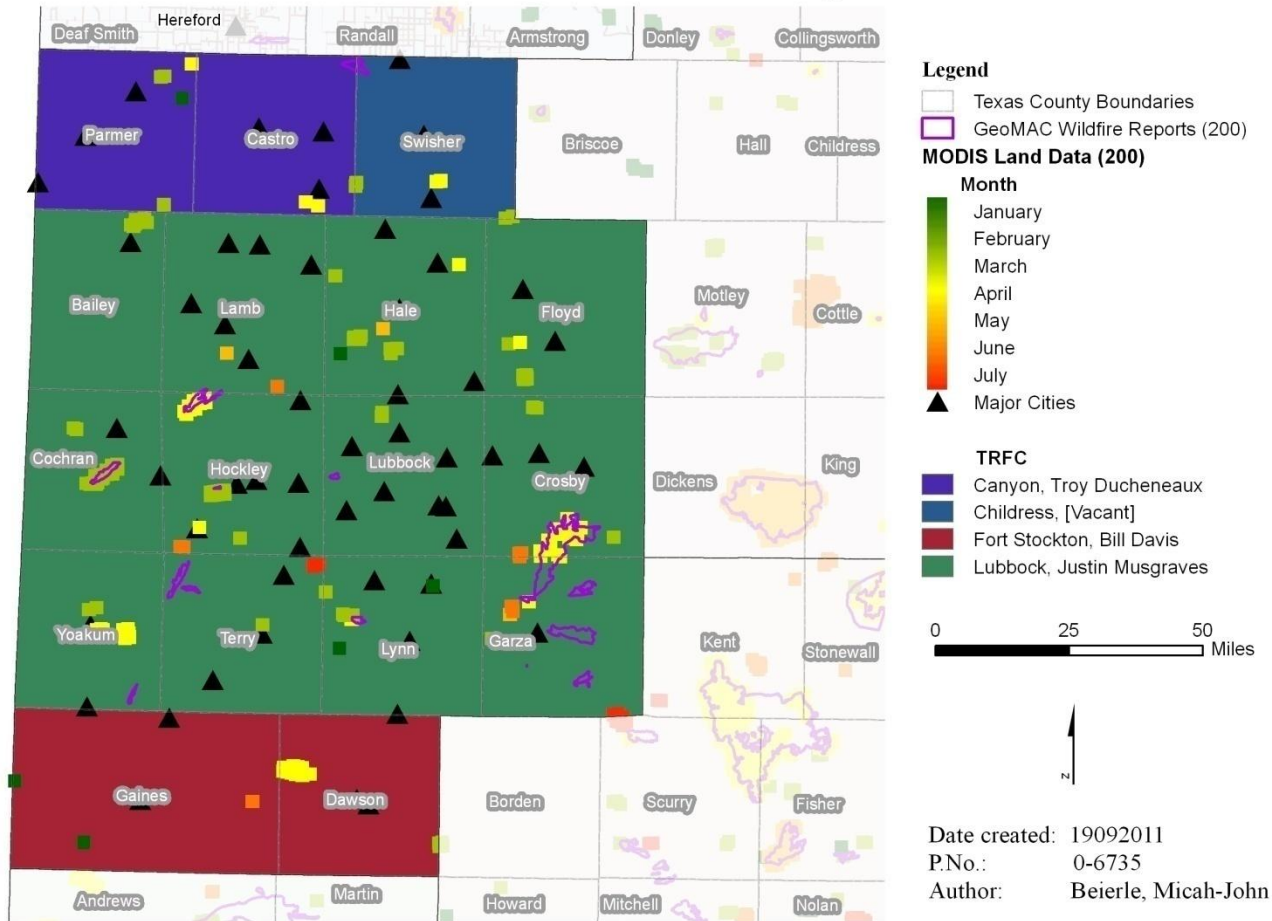 Hereford
Deaf Smith
Randall
Armstrong
Donley
Collingsworth
Parmer
Castro
Swisher
Briscoe
Hall
Childress
Bailey
Lamb
Hale
Floyd
Motley
Cottle
Cochran
Hockley
Lubbock
Crosby
Dickens
King
Yoakum
Terry
Lynn
Garza
Kent
Stonewall
Gaines
Dawson
Borden
Scurry
Fisher
Andrews
Martin
Howard
Mitchell
Nolan
Legend
Texas County Boundaries
GeoMAC Wildfire Reports (200)
MODIS Land Data (200)
Month
January
February
March
April
May
June
July
Major Cities
TRFC
Canyon, Troy Ducheneaux
Childress, [Vacant]
Fort Stockton, Bill Davis
Lubbock, Justin Musgraves
0 25 50 Miles
N
Date created: 19092011
P.No.: 0-6735
Author: Beierle, Micah-John